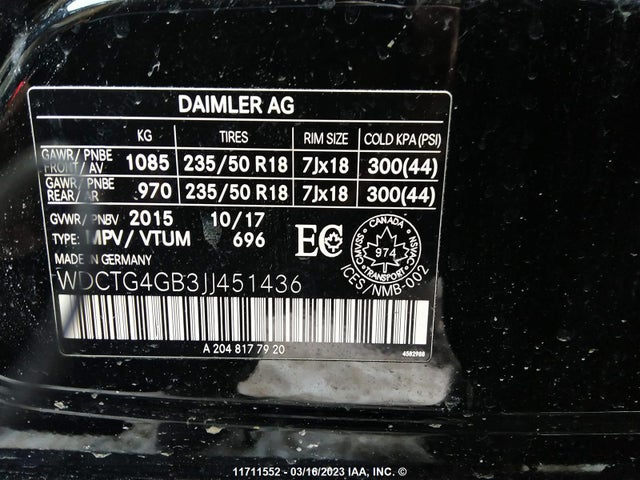 DAIMLER AG
KG TIRES RIM SIZE COLD KPA (PSI)
GAWR/ PNBE FRONT/ AV 1085 235/50 R18 7Jx18 300(44)
GAWR/ PNBE REAR/ AR 970 235/50 R18 7Jx18 300(44)
GVWR/ PNBV 2015 10/17
TYPE: MPV/ VTUM 696
EC
CANADA
974
TRANSPORT
ICES/NMB-002
MADE IN GERMANY
WDCTG4GB3JJ451436
A 204 817 79 20
4582988
11711552 - 03/16/2023 IAA, INC. ©